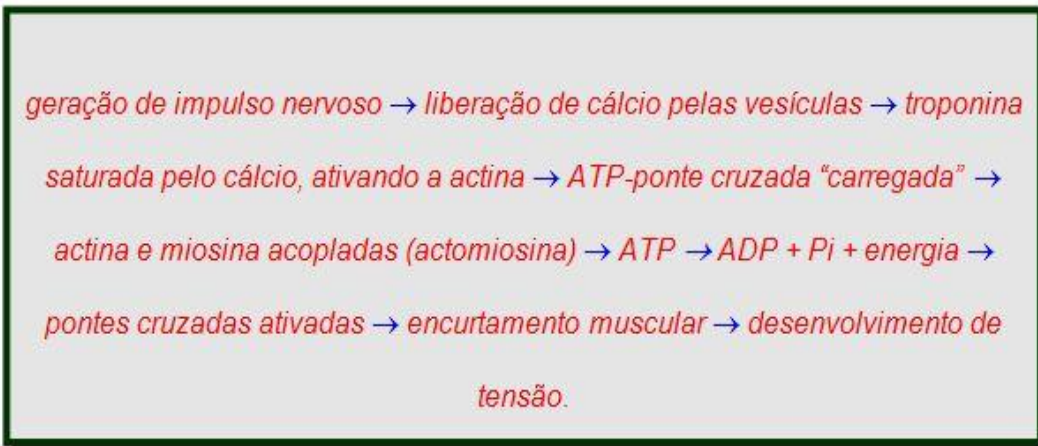 geração de impulso nervoso → liberação de cálcio pelas vesículas → troponina
saturada pelo cálcio, ativando a actina → ATP-ponte cruzada “carregada” →
actina e miosina acopladas (actomiosina) → ATP → ADP + Pi + energia →
pontes cruzadas ativadas → encurtamento muscular → desenvolvimento de
tensão.